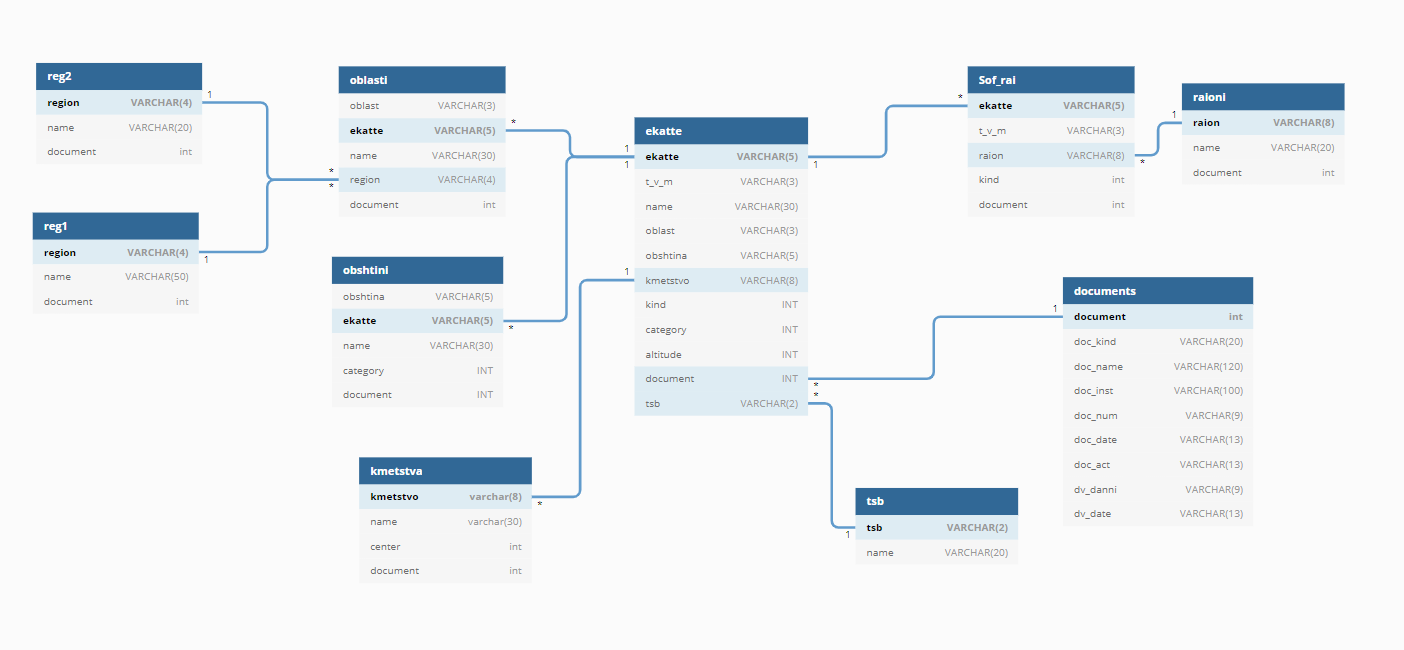 reg2
region VARCHAR(4)
name VARCHAR(20)
document int
1
reg1
region VARCHAR(4)
name VARCHAR(50)
document int
1
oblasti
oblast VARCHAR(3)
ekatte VARCHAR(5)
name VARCHAR(30)
region VARCHAR(4)
document int
*
*
*
obshtini
obshtina VARCHAR(5)
ekatte VARCHAR(5)
name VARCHAR(30)
category INT
document INT
*
kmetstva
kmetstvo varchar(8)
name varchar(30)
center int
document int
*
ekatte
ekatte VARCHAR(5)
t_v_m VARCHAR(3)
name VARCHAR(30)
oblast VARCHAR(3)
obshtina VARCHAR(5)
kmetstvo VARCHAR(8)
kind INT
category INT
altitude INT
document INT
tsb VARCHAR(2)
1
1
1
1
*
*
Sof_rai
ekatte VARCHAR(5)
t_v_m VARCHAR(3)
raion VARCHAR(8)
kind int
document int
*
*
raioni
raion VARCHAR(8)
name VARCHAR(20)
document int
1
documents
document int
doc_kind VARCHAR(20)
doc_name VARCHAR(120)
doc_inst VARCHAR(100)
doc_num VARCHAR(9)
doc_date VARCHAR(13)
doc_act VARCHAR(13)
dv_danni VARCHAR(9)
dv_date VARCHAR(13)
1
tsb
tsb VARCHAR(2)
name VARCHAR(20)
1